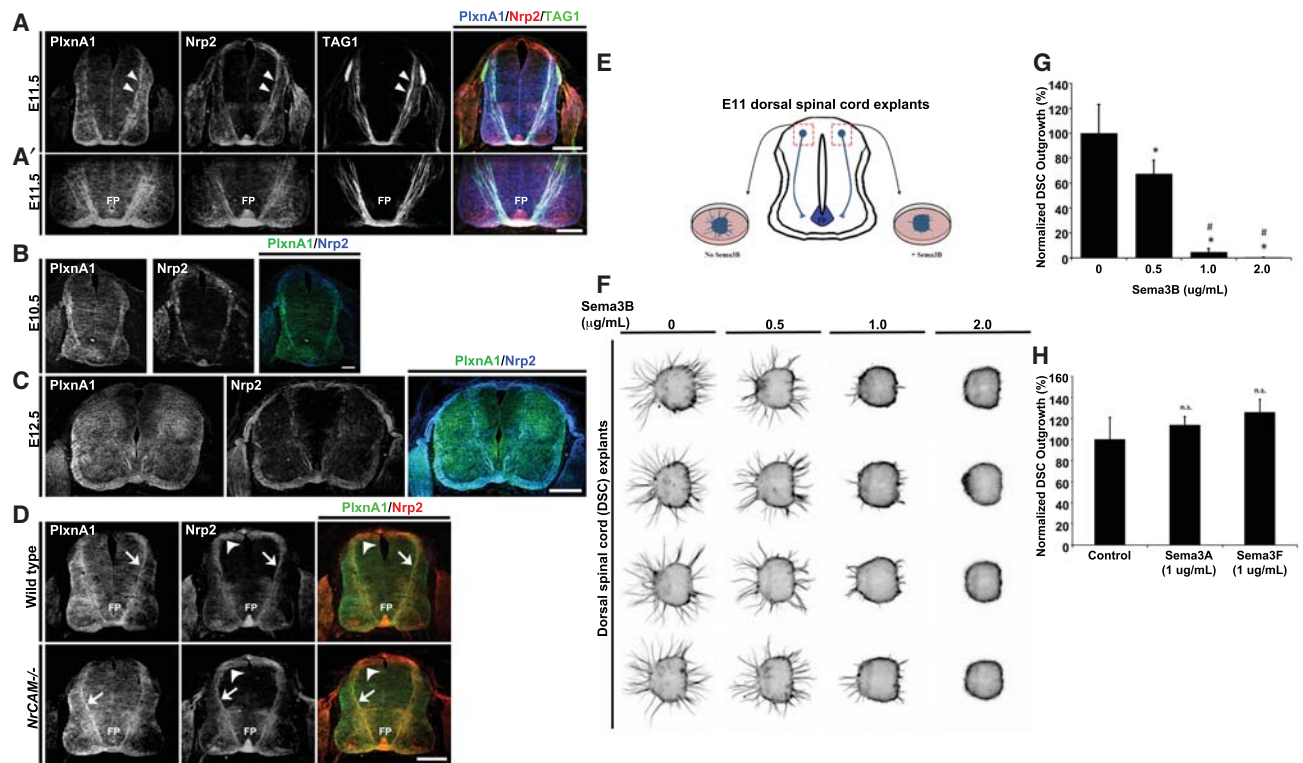 A
PlxnA1
Nrp2
TAG1
PlxnA1/Nrp2/TAG1
E11.5
A′
E11.5
FP
FP
FP
B
PlxnA1
Nrp2
PlxnA1/Nrp2
E10.5
C
PlxnA1
Nrp2
PlxnA1/Nrp2
E12.5
D
PlxnA1
Nrp2
PlxnA1/Nrp2
Wild type
FP
FP
FP
NrCAM-/-
FP
FP
FP
E
E11 dorsal spinal cord explants
No Sema3B
+ Sema3B
F
Sema3B
(μg/mL)
0
0.5
1.0
2.0
Dorsal spinal cord (DSC) explants
G
Normalized DSC Outgrowth (%)
140
120
100
80
60
40
20
0
*
#
*
#
*
0
0.5
1.0
2.0
Sema3B (ug/mL)
H
Normalized DSC Outgrowth (%)
160
140
120
100
80
60
40
20
0
n.s.
n.s.
Control
Sema3A
(1 ug/mL)
Sema3F
(1 ug/mL)